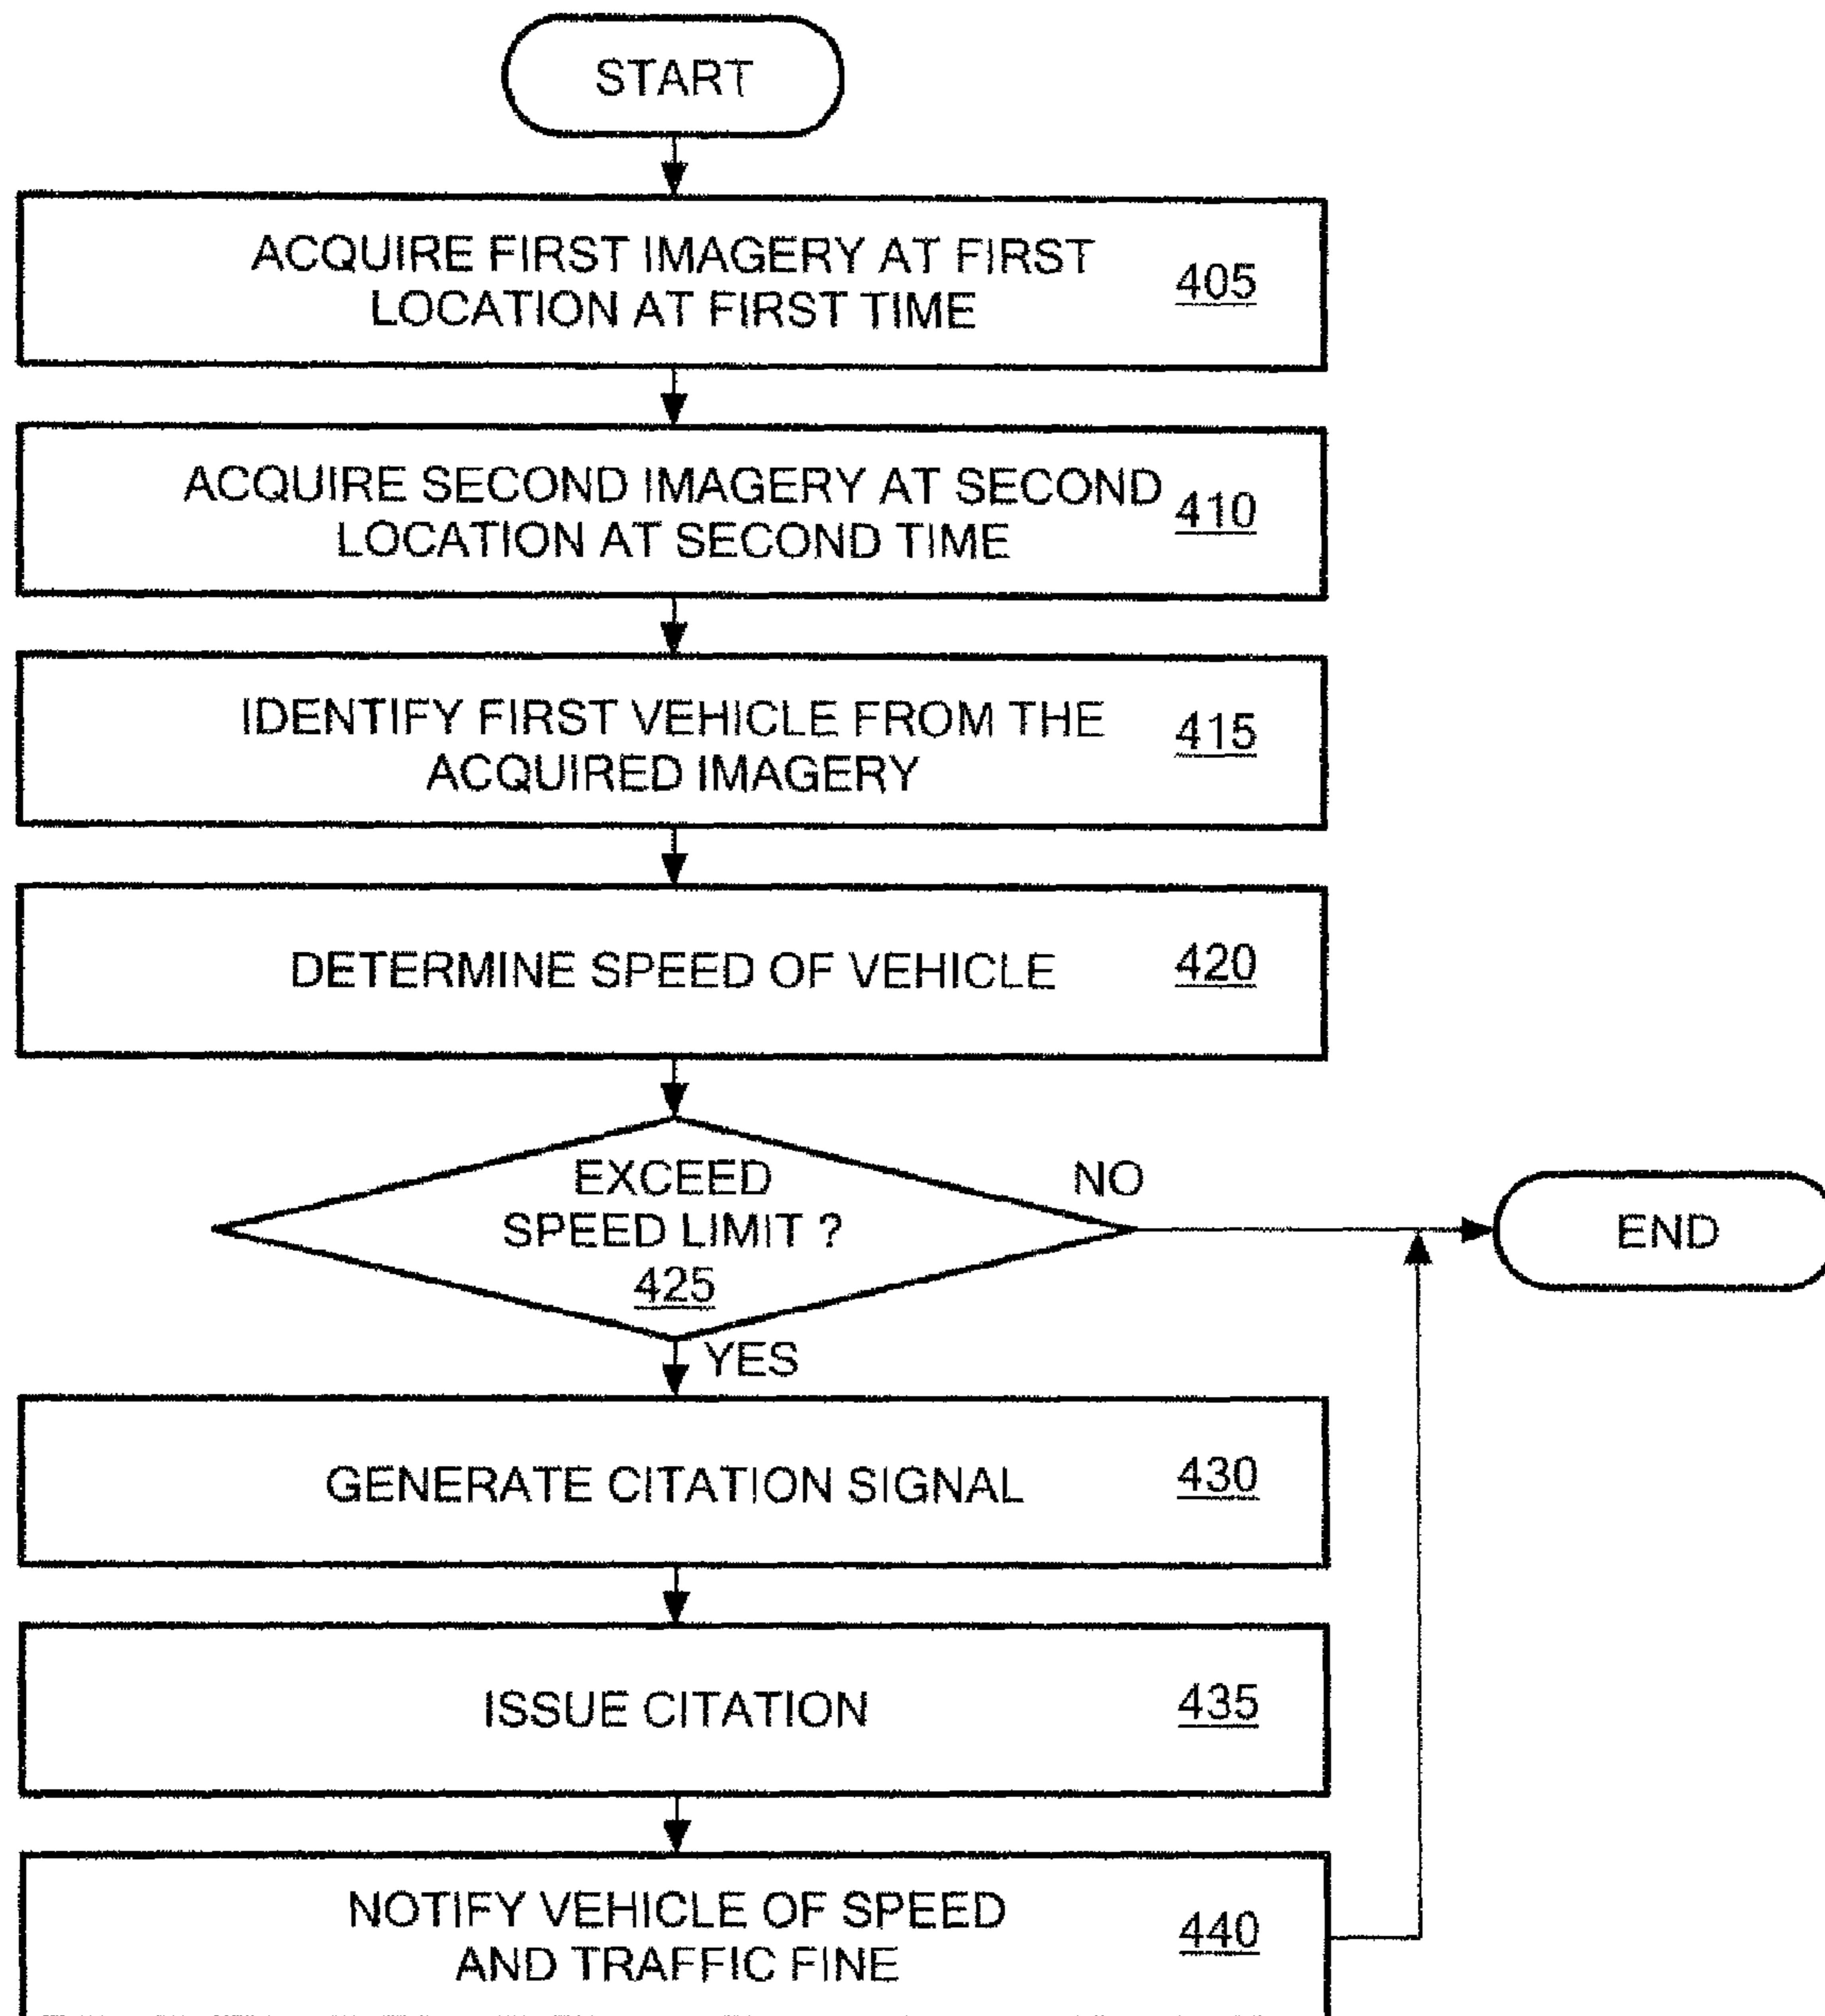 START
ACQUIRE FIRST IMAGERY AT FIRST
LOCATION AT FIRST TIME
405
ACQUIRE SECOND IMAGERY AT SECOND
LOCATION AT SECOND TIME
410
IDENTIFY FIRST VEHICLE FROM THE
ACQUIRED IMAGERY
415
DETERMINE SPEED OF VEHICLE
420
EXCEED
SPEED LIMIT ?
425
NO
END
YES
GENERATE CITATION SIGNAL
430
ISSUE CITATION
435
NOTIFY VEHICLE OF SPEED
AND TRAFFIC FINE
440